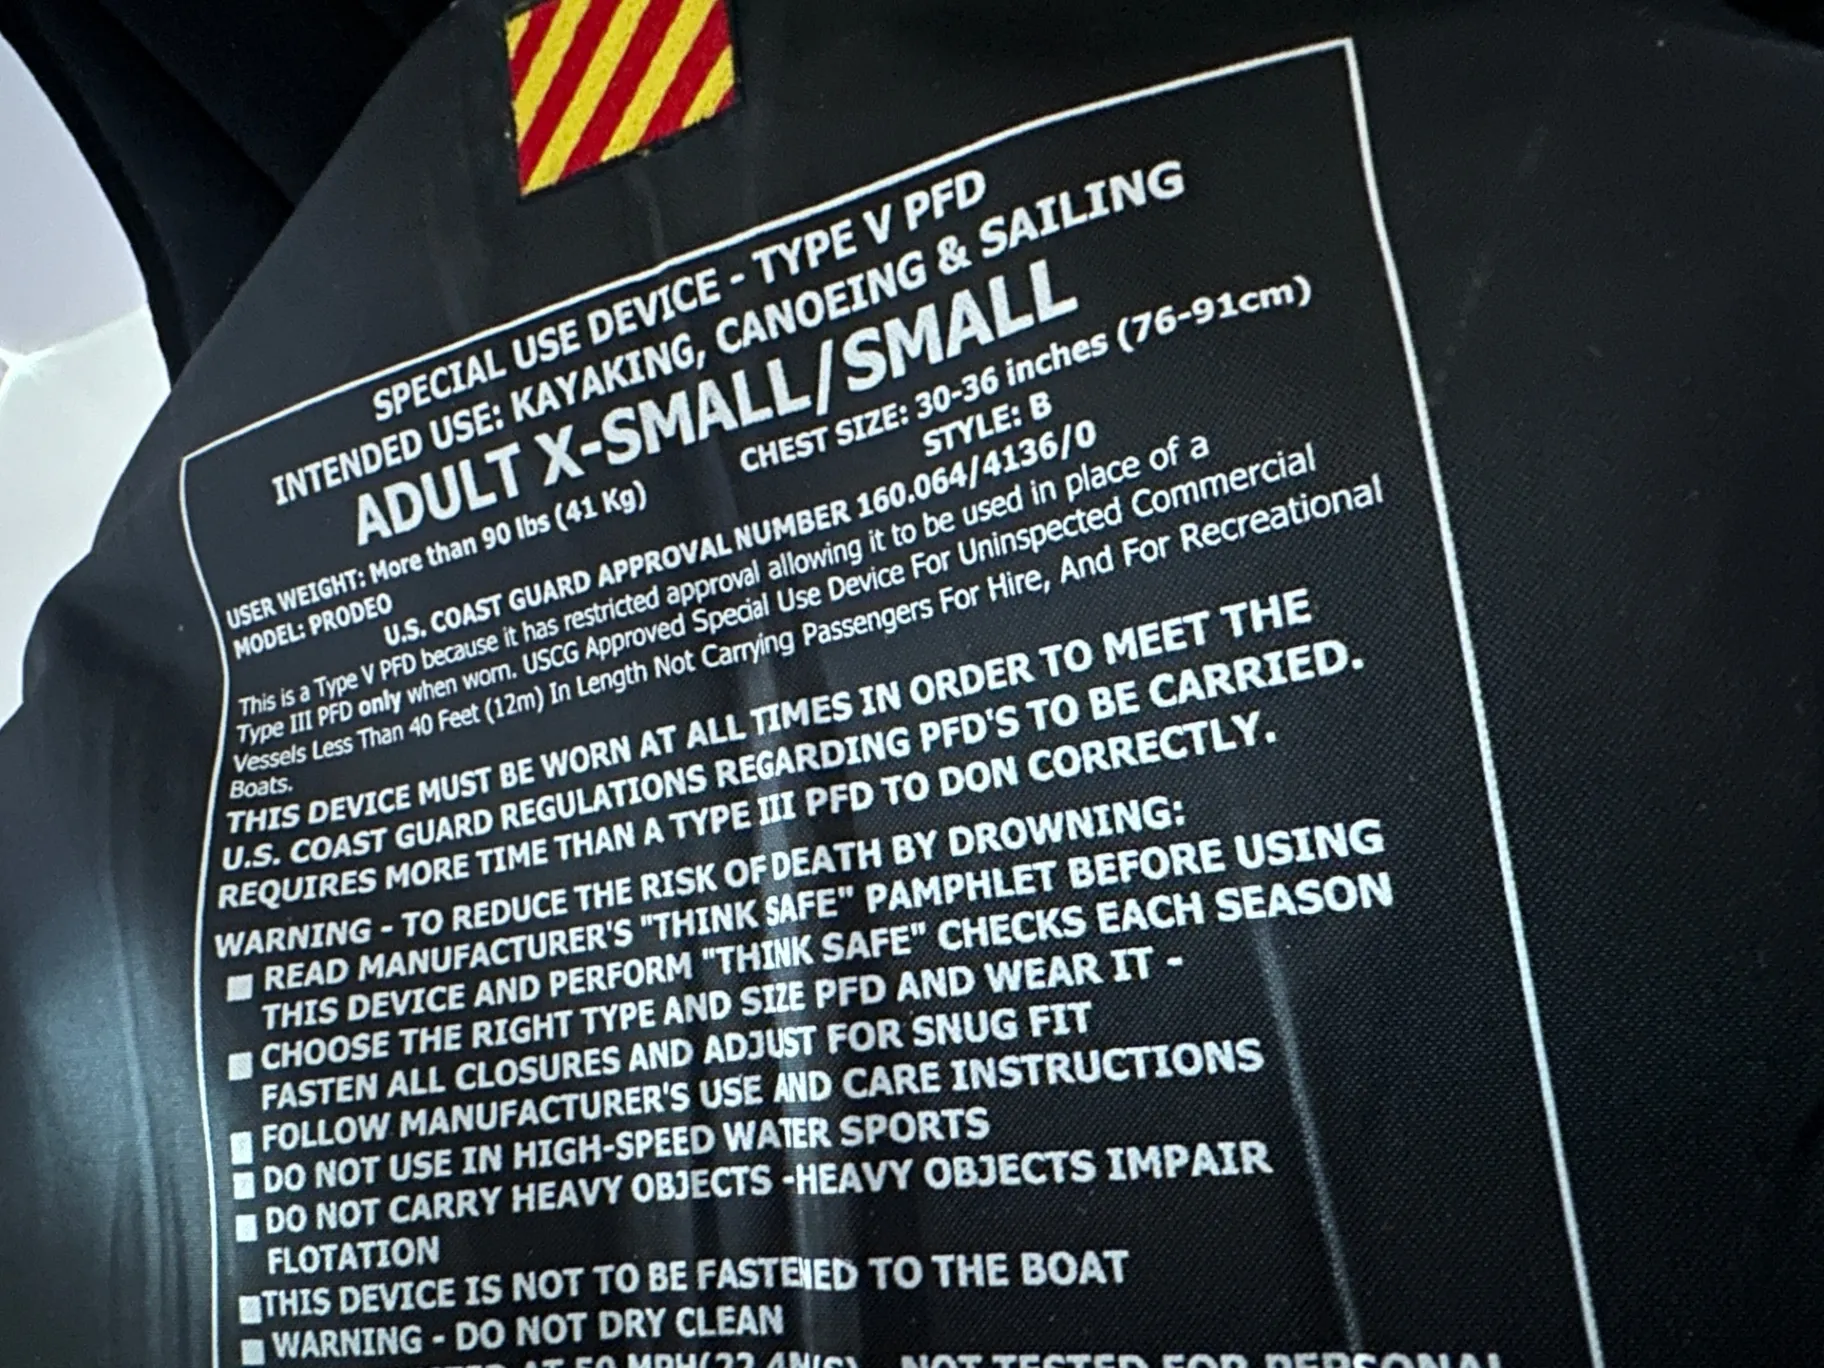 SPECIAL USE DEVICE - TYPE V PFD
INTENDED USE: KAYAKING, CANOEING & SAILING
ADULT X-SMALL/SMALL
USER WEIGHT: More than 90 lbs (41 Kg) CHEST SIZE: 30-36 inches (76-91cm)
MODEL: PRODEO STYLE: B
U.S. COAST GUARD APPROVAL NUMBER 160.064/4136/0
This is a Type V PFD because it has restricted approval allowing it to be used in place of a
Type III PFD only when worn. USCG Approved Special Use Device For Uninspected Commercial
Vessels Less Than 40 Feet (12m) In Length Not Carrying Passengers For Hire, And For Recreational
Boats.
THIS DEVICE MUST BE WORN AT ALL TIMES IN ORDER TO MEET THE
U.S. COAST GUARD REGULATIONS REGARDING PFD'S TO BE CARRIED.
REQUIRES MORE TIME THAN A TYPE III PFD TO DON CORRECTLY.
WARNING - TO REDUCE THE RISK OF DEATH BY DROWNING:
■ READ MANUFACTURER'S "THINK SAFE" PAMPHLET BEFORE USING
THIS DEVICE AND PERFORM "THINK SAFE" CHECKS EACH SEASON
■ CHOOSE THE RIGHT TYPE AND SIZE PFD AND WEAR IT -
FASTEN ALL CLOSURES AND ADJUST FOR SNUG FIT
■ FOLLOW MANUFACTURER'S USE AND CARE INSTRUCTIONS
■ DO NOT USE IN HIGH-SPEED WATER SPORTS
■ DO NOT CARRY HEAVY OBJECTS -HEAVY OBJECTS IMPAIR
FLOTATION
■THIS DEVICE IS NOT TO BE FASTENED TO THE BOAT
■ WARNING - DO NOT DRY CLEAN
AT 50 MPH(22.4M/S) - NOT TESTED FOR PERSONAL